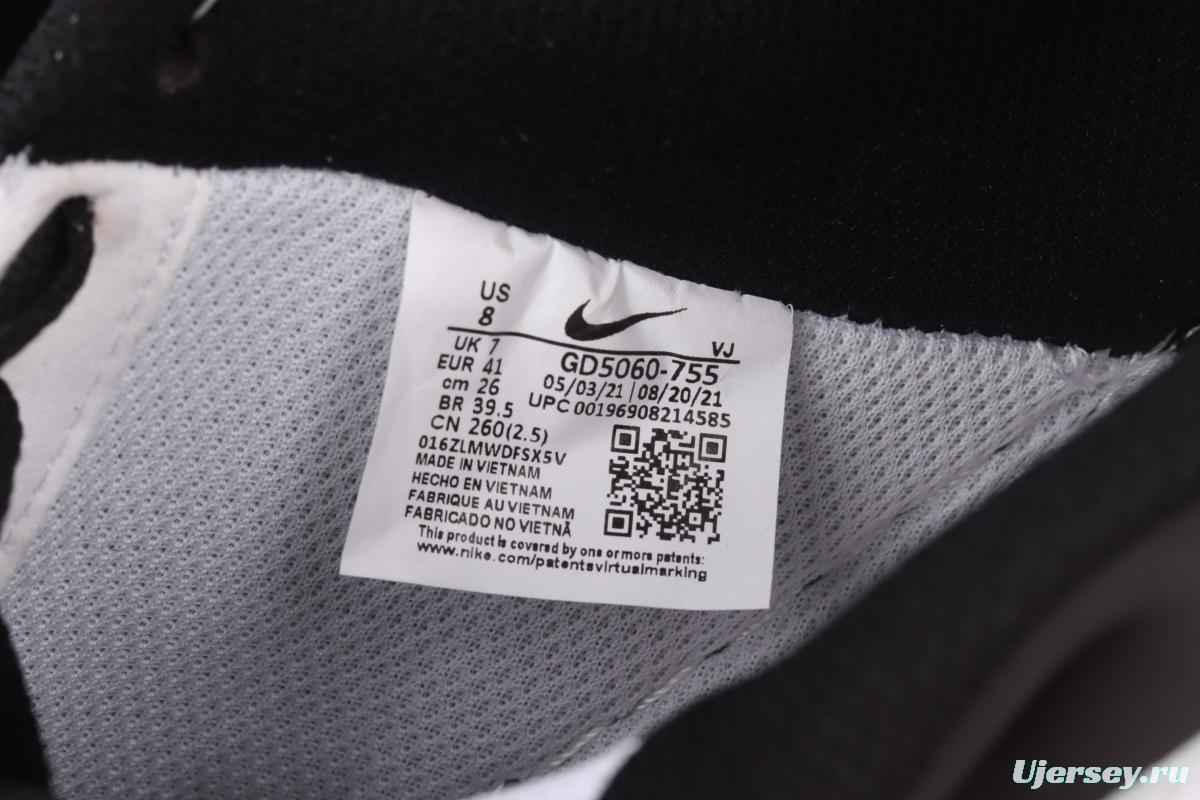 US
8
VJ
UK 7
EUR 41
cm 26
BR 39.5
CN 260(2.5)
GD5060-755
05/03/21 | 08/20/21
UPC 00196908214585
016ZLMWDFSX5V
MADE IN VIETNAM
HECHO EN VIETNAM
FABRIQUE AU VIETNAM
FABRICADO NO VIETNÃ
This product is covered by one or more patents:
www.nike.com/patentsvirtualmarking
Ujersey.ru